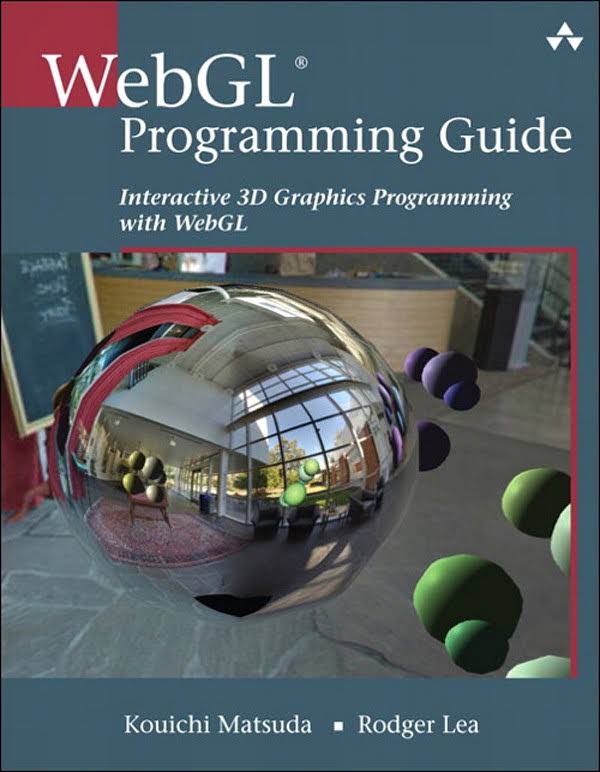 WebGL®
Programming Guide
Interactive 3D Graphics Programming
with WebGL
Kouichi Matsuda ■ Rodger Lea